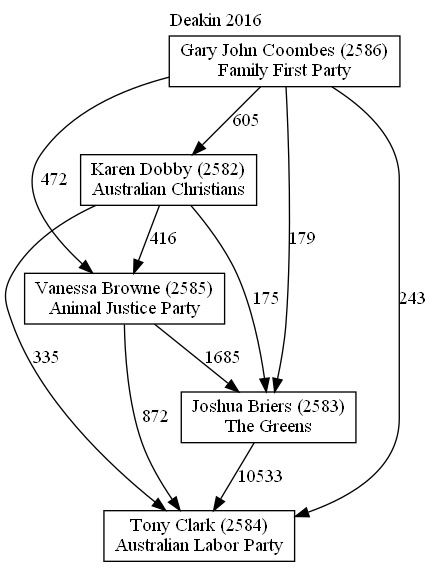 Deakin 2016
Gary John Coombes (2586)
Family First Party
605
Karen Dobby (2582)
Australian Christians
472
416
179
Vanessa Browne (2585)
Animal Justice Party
175
243
335
1685
872
Joshua Briers (2583)
The Greens
10533
Tony Clark (2584)
Australian Labor Party